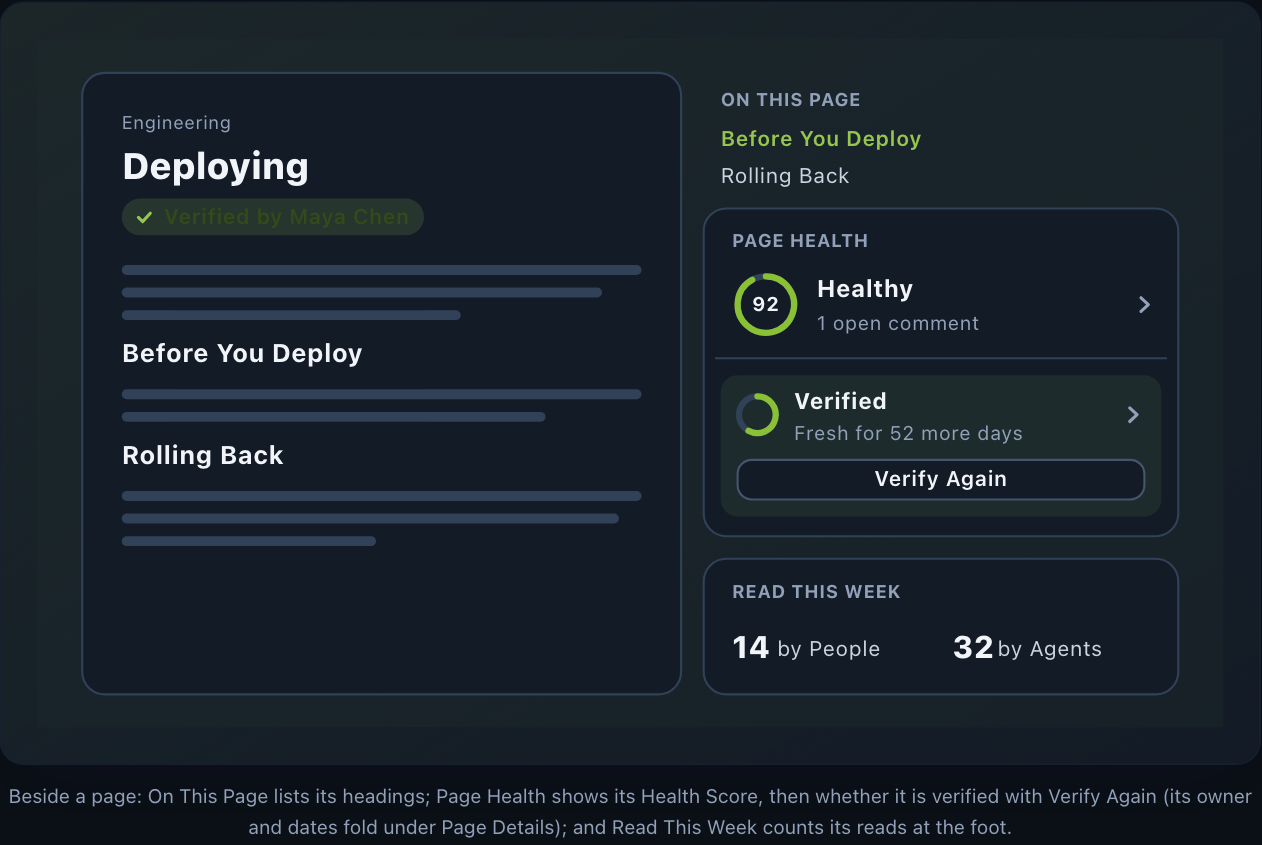 Engineering
Deploying
Verified by Maya Chen
Before You Deploy
Rolling Back
ON THIS PAGE
Before You Deploy
Rolling Back
PAGE HEALTH
92
Healthy
1 open comment
Verified
Fresh for 52 more days
Verify Again
READ THIS WEEK
14 by People
32 by Agents
Beside a page: On This Page lists its headings; Page Health shows its Health Score, then whether it is verified with Verify Again (its owner
and dates fold under Page Details); and Read This Week counts its reads at the foot.